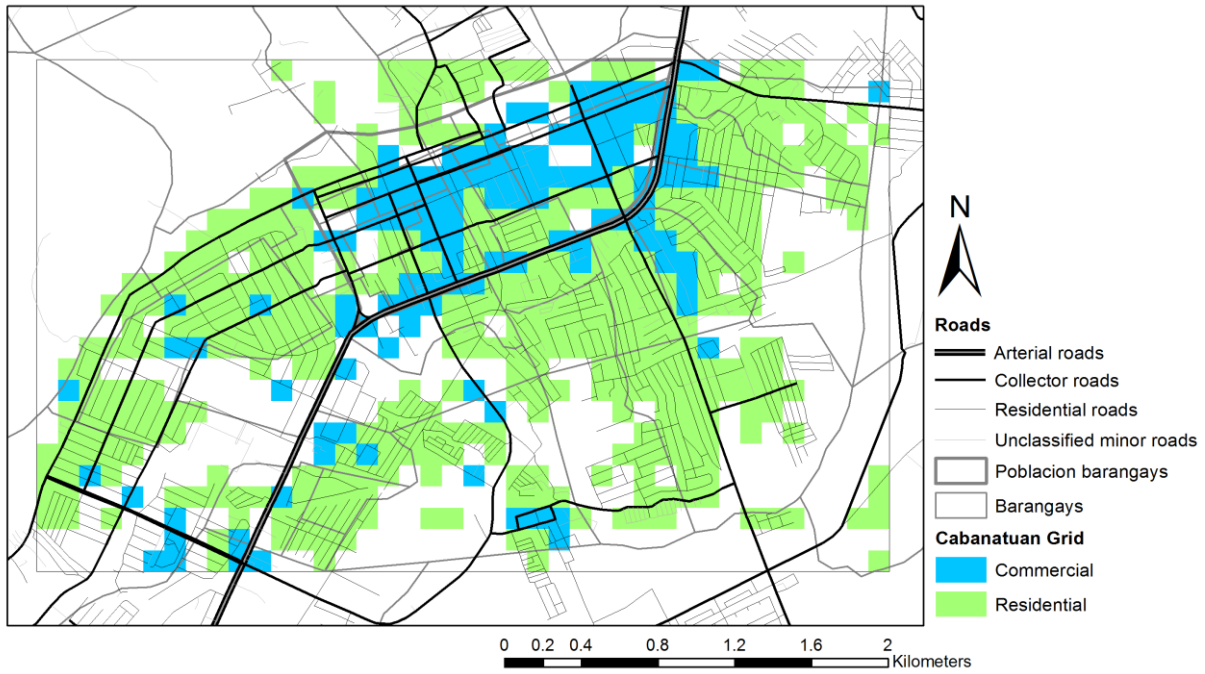 N
Roads
Arterial roads
Collector roads
Residential roads
Unclassified minor roads
Poblacion barangays
Barangays
Cabanatuan Grid
Commercial
Residential
0 0.2 0.4 0.8 1.2 1.6 2
Kilometers